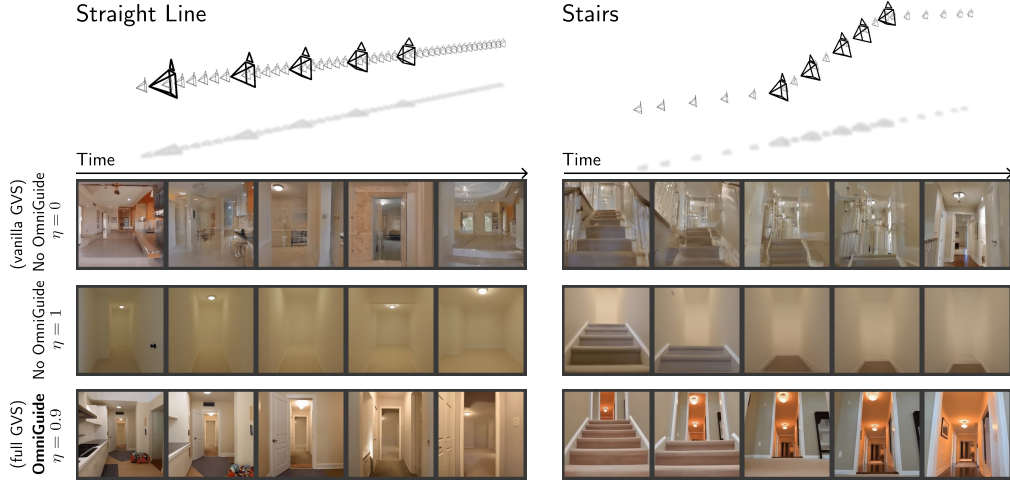 Straight Line
Stairs
Time
Time
(vanilla GVS)
No OmniGuide
η = 0
No OmniGuide
η = 1
(full GVS)
OmniGuide
η = 0.9